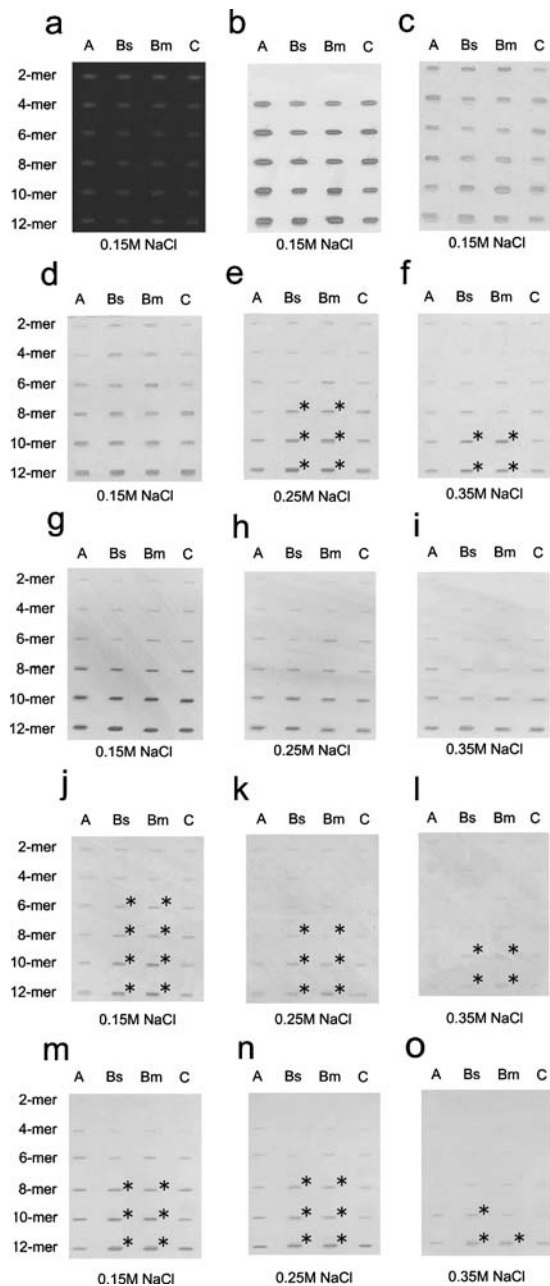 a b c
A Bs Bm C A Bs Bm C A Bs Bm C
2-mer
4-mer
6-mer
8-mer
10-mer
12-mer
0.15M NaCl 0.15M NaCl 0.15M NaCl
d e f
A Bs Bm C A Bs Bm C A Bs Bm C
2-mer
4-mer
6-mer
8-mer * *
10-mer * * * *
12-mer * * * *
0.15M NaCl 0.25M NaCl 0.35M NaCl
g h i
A Bs Bm C A Bs Bm C A Bs Bm C
2-mer
4-mer
6-mer
8-mer
10-mer
12-mer
0.15M NaCl 0.25M NaCl 0.35M NaCl
j k l
A Bs Bm C A Bs Bm C A Bs Bm C
2-mer
4-mer
6-mer * *
8-mer * * * *
10-mer * * * * * *
12-mer * * * * * *
0.15M NaCl 0.25M NaCl 0.35M NaCl
m n o
A Bs Bm C A Bs Bm C A Bs Bm C
2-mer
4-mer
6-mer
8-mer * * * *
10-mer * * * * *
12-mer * * * * * *
0.15M NaCl 0.25M NaCl 0.35M NaCl